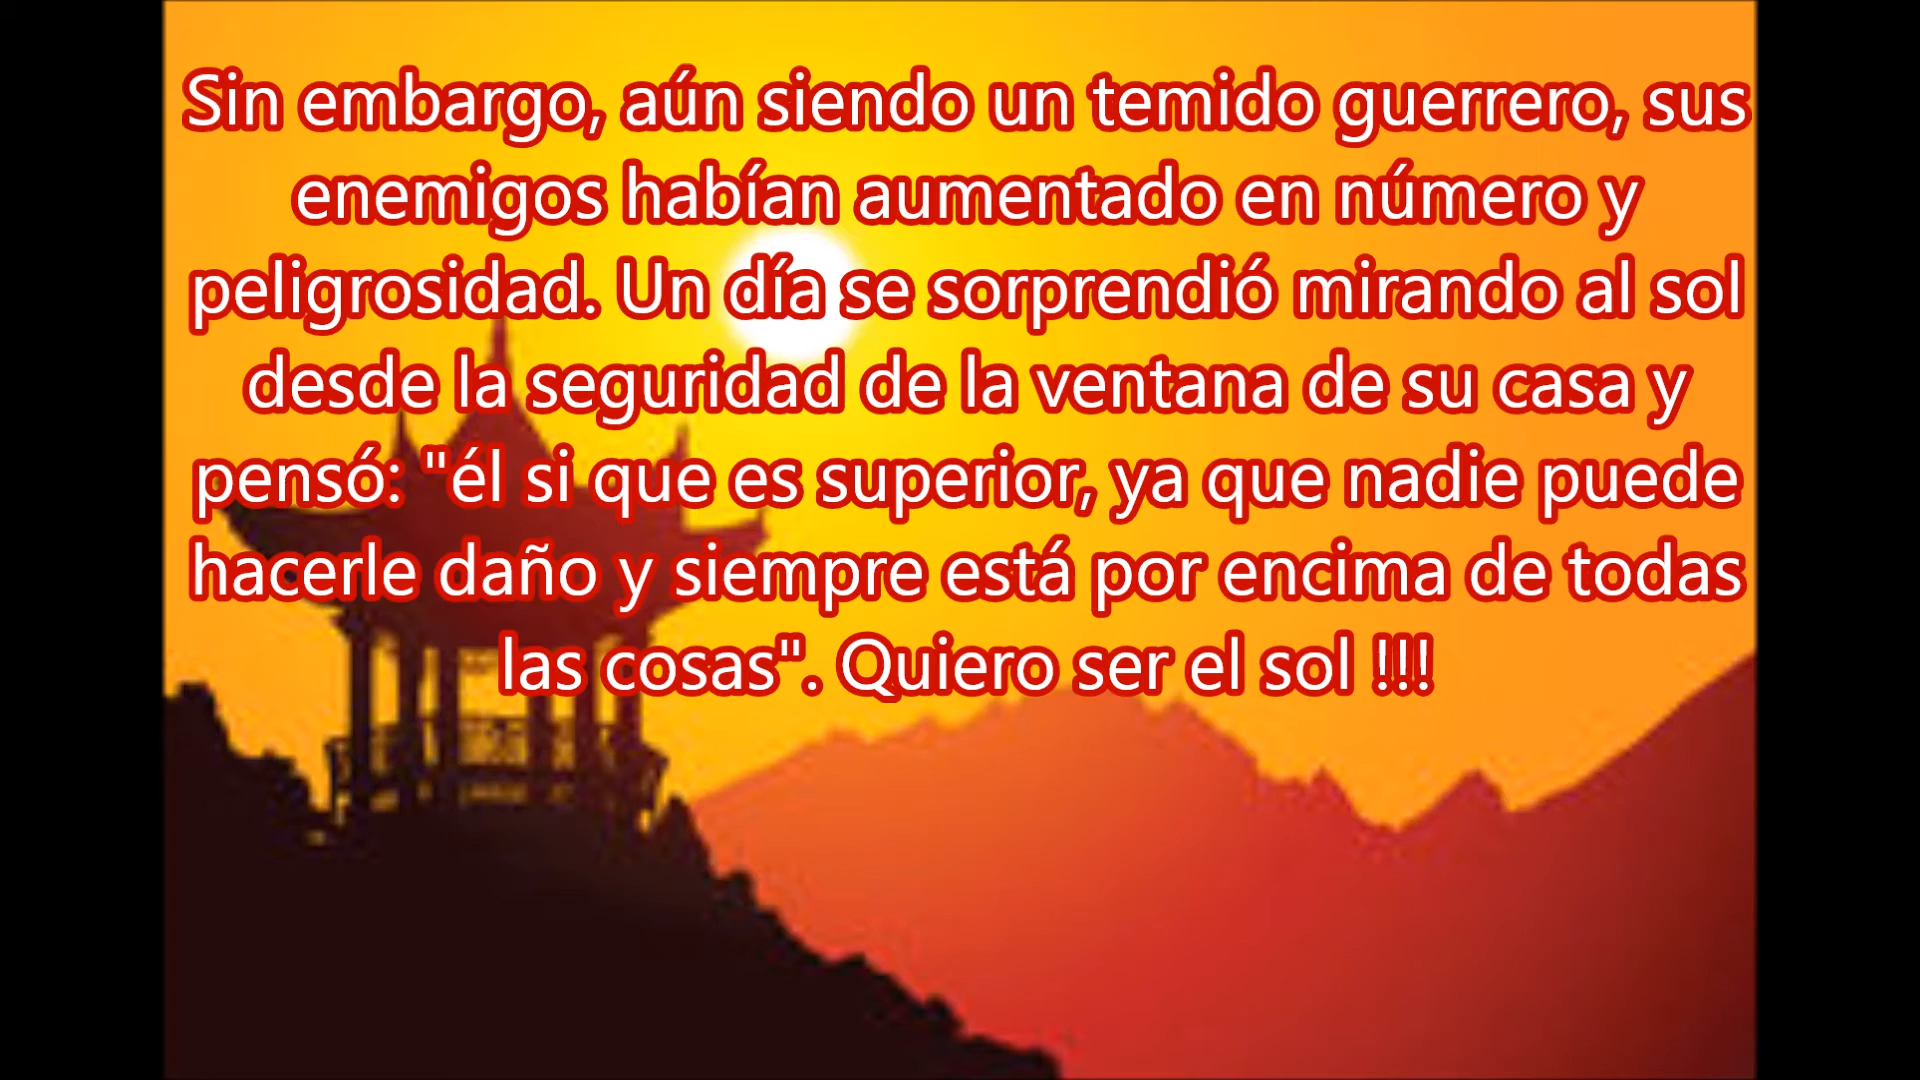 Sin embargo, aún siendo un temido guerrero, sus
enemigos habían aumentado en número y
peligrosidad. Un día se sorprendió mirando al sol
desde la seguridad de la ventana de su casa y
pensó: "él si que es superior, ya que nadie puede
hacerle daño y siempre está por encima de todas
las cosas". Quiero ser el sol !!!